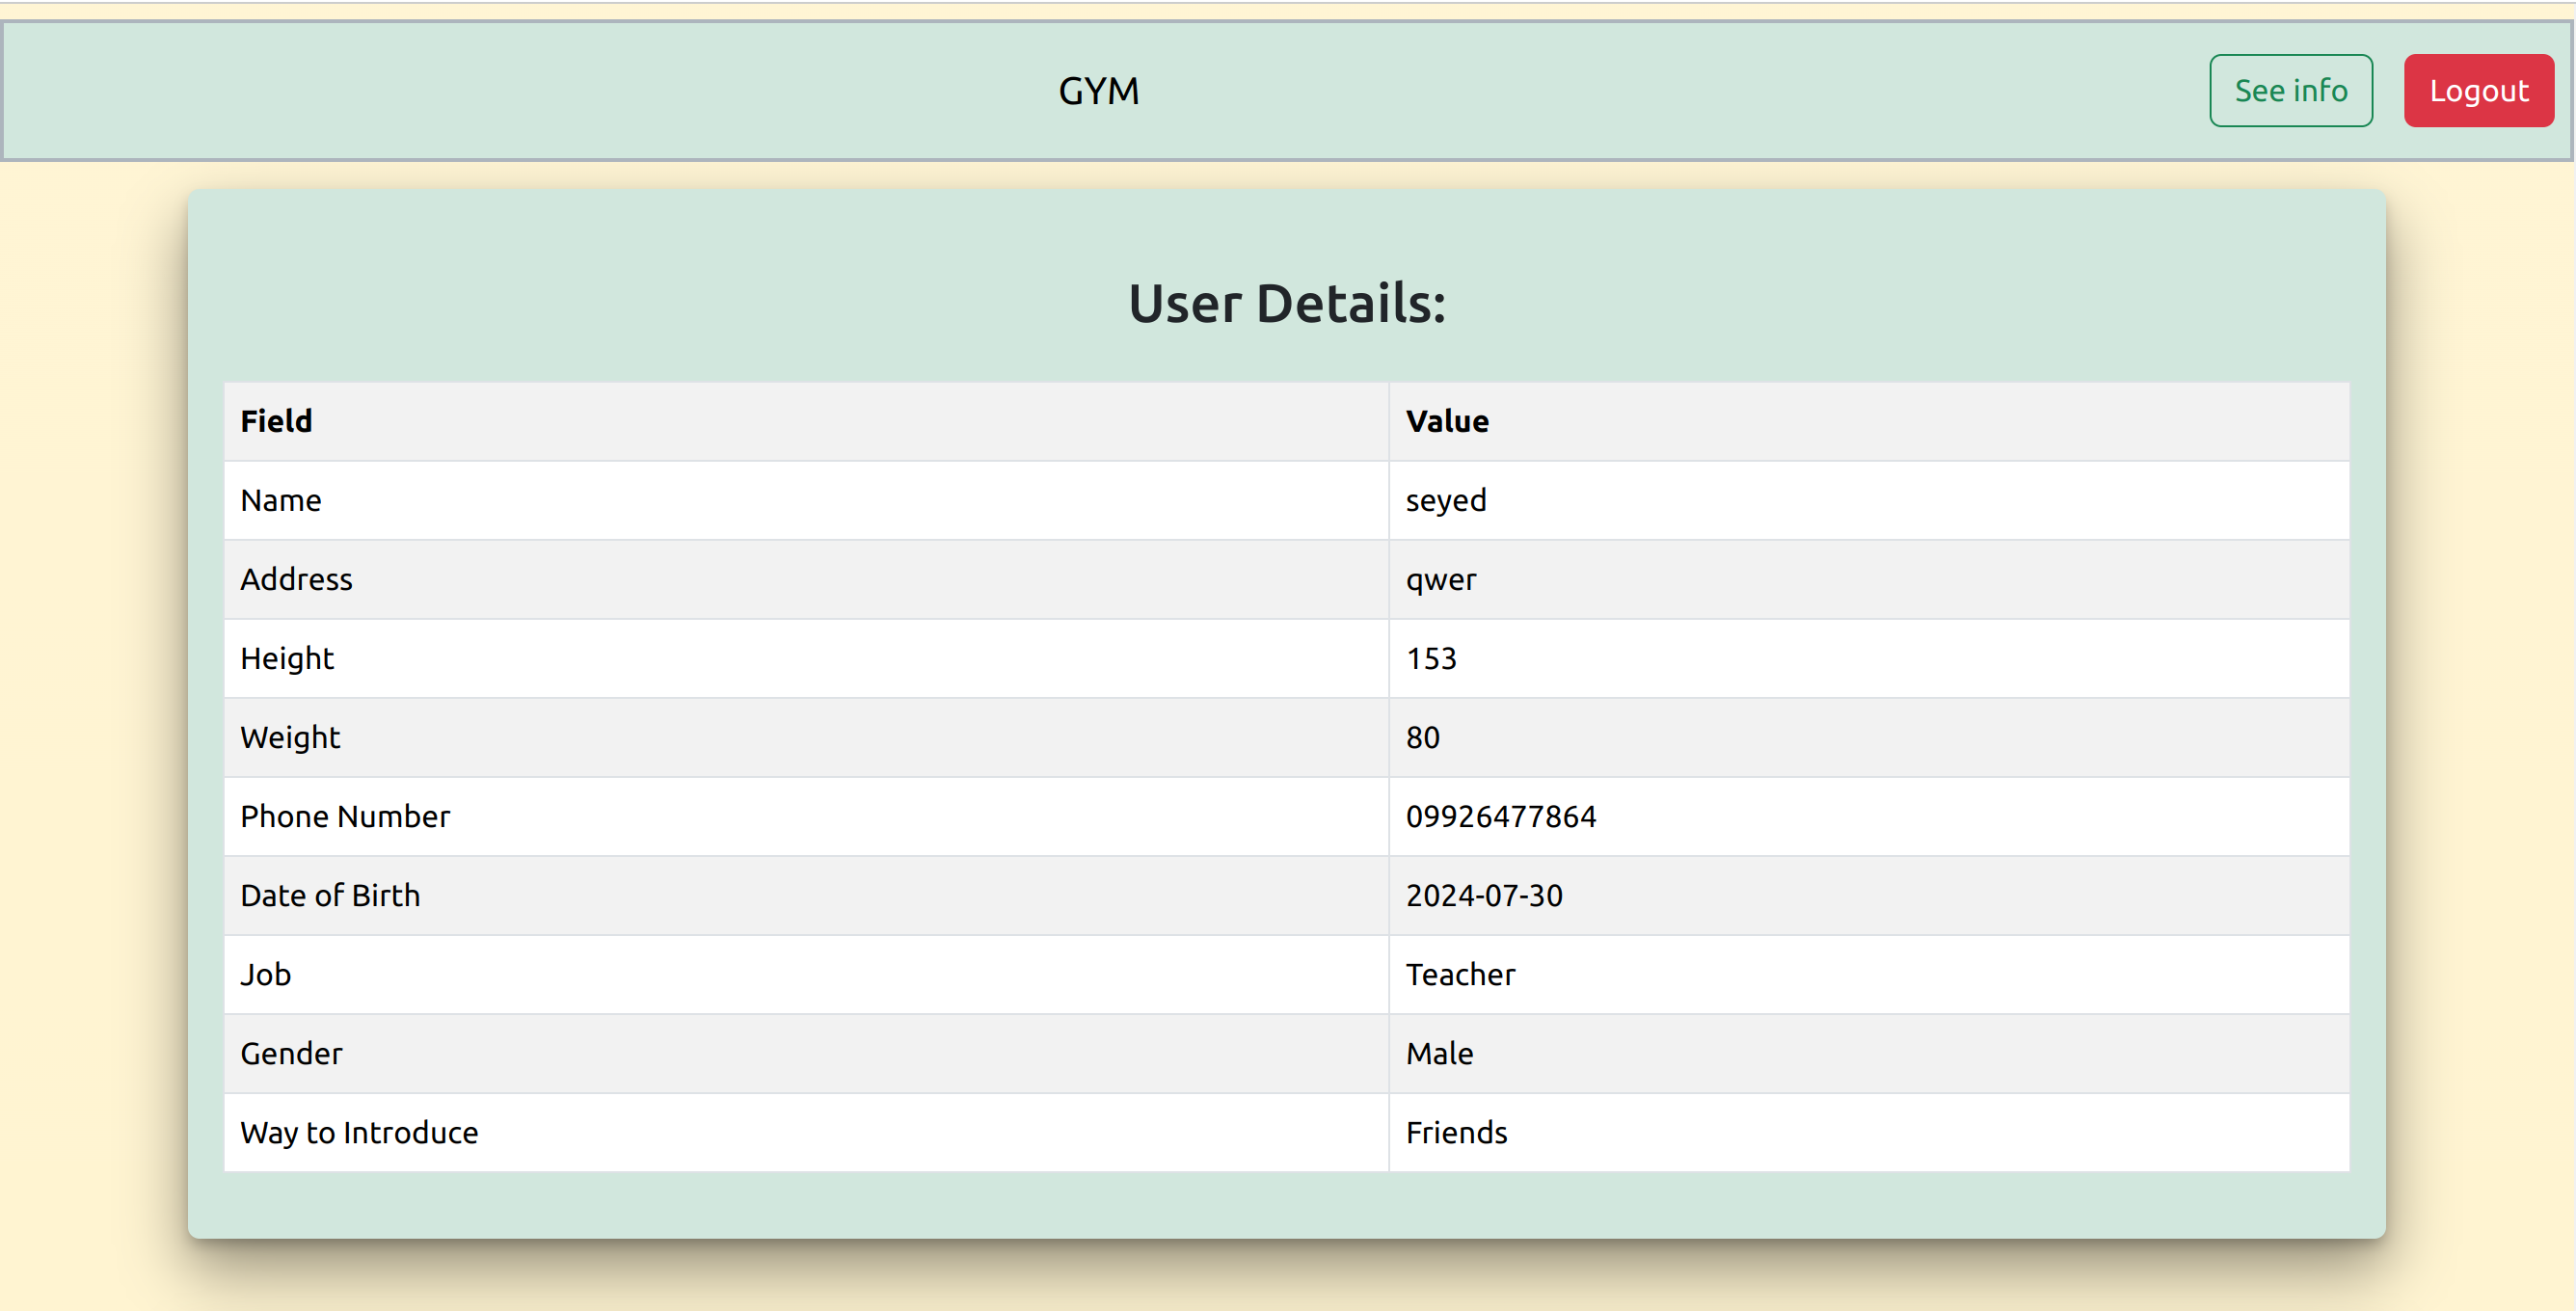 GYM See info Logout
User Details:
Field Value
Name seyed
Address qwer
Height 153
Weight 80
Phone Number 09926477864
Date of Birth 2024-07-30
Job Teacher
Gender Male
Way to Introduce Friends